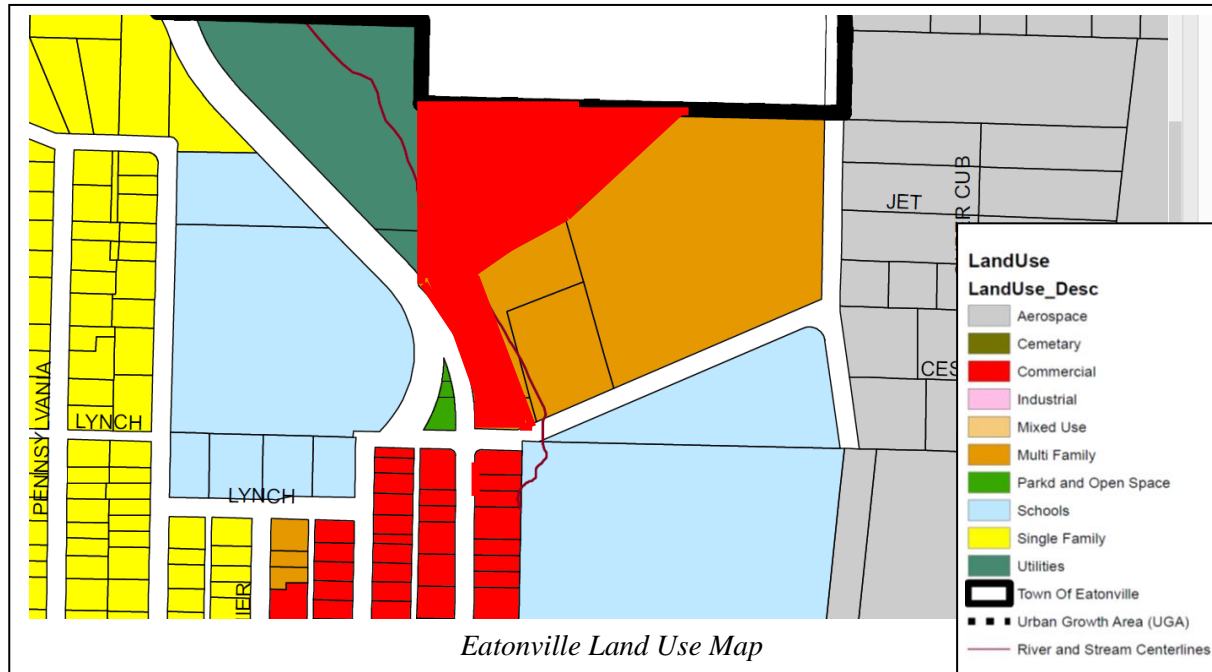 JET
R CUB
CES
PENNSYLVANIA
LYNCH
LYNCH
IER
Eatonville Land Use Map
LandUse
LandUse_Desc
Aerospace
Cemetary
Commercial
Industrial
Mixed Use
Multi Family
Parkd and Open Space
Schools
Single Family
Utilities
Town Of Eatonville
Urban Growth Area (UGA)
River and Stream Centerlines